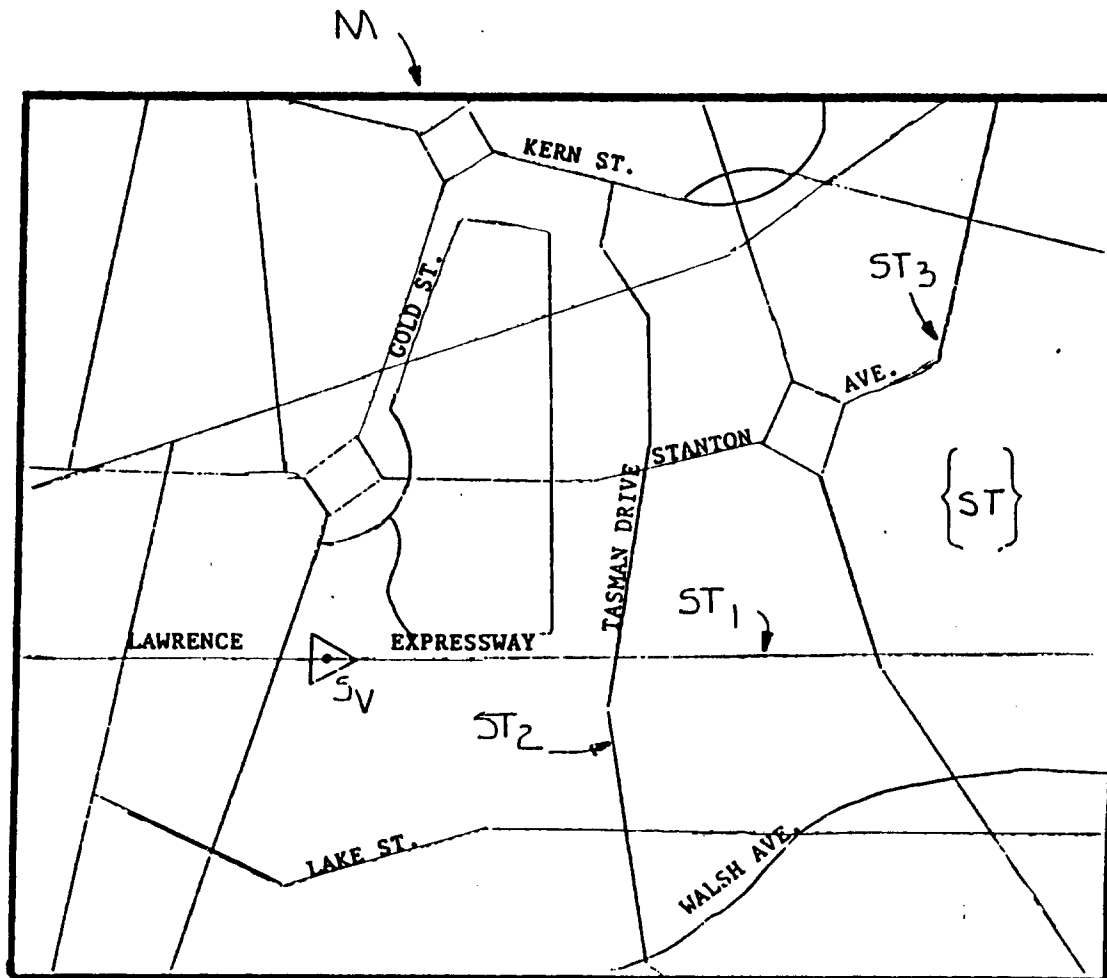 M
KERN ST.
ST3
GOLD ST.
AVE.
STANTON
{ST}
TASMAN DRIVE
ST1
LAWRENCE EXPRESSWAY
SV
ST2
LAKE ST.
WALSH AVE.